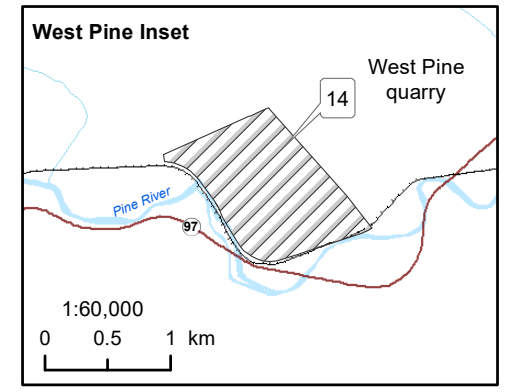 West Pine Inset
West Pine
quarry
14
Pine River
97
1:60,000
0 0.5 1 km